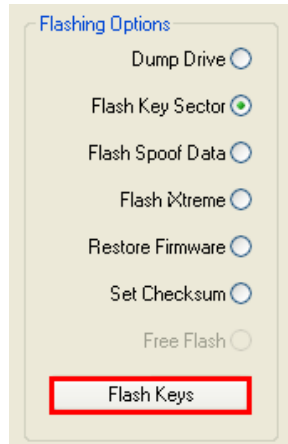 Flashing Options
Dump Drive
Flash Key Sector
Flash Spoof Data
Flash iXtreme
Restore Firmware
Set Checksum
Free Flash
Flash Keys